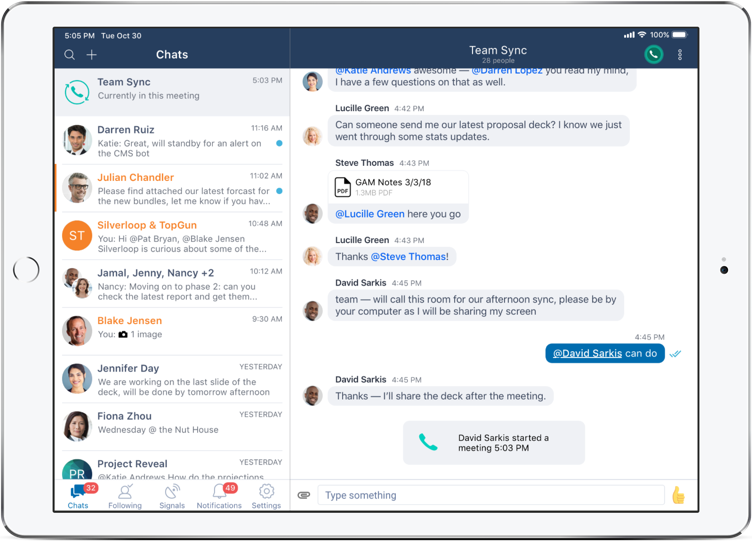 5:05 PM Tue Oct 30
100%
Chats
Team Sync
28 people
Team Sync
5:03 PM
Currently in this meeting
Darren Ruiz
11:16 AM
Katie: Great, will standby for an alert on
the CMS bot
Julian Chandler
11:02 AM
Please find attached our latest forcast for
the new bundles, let me know if you hav...
ST
Silverloop & TopGun
10:48 AM
You: Hi @Pat Bryan, @Blake Jensen
Silverloop is curious about some of the...
Jamal, Jenny, Nancy +2
10:12 AM
Nancy: Moving on to phase 2: can you
check the latest report and get them...
Blake Jensen
9:30 AM
You: 1 image
Jennifer Day
YESTERDAY
We are working on the last slide of the
deck, will be done by tomorrow afternoon
Fiona Zhou
YESTERDAY
Wednesday @ the Nut House
PR
Project Reveal
YESTERDAY
@Katie Andrews How do the projections
32
49
Chats
Following
Signals
Notifications
Settings
@Katie Andrews awesome — @Darren Lopez you read my mind,
I have a few questions on that as well.
Lucille Green 4:42 PM
Can someone send me our latest proposal deck? I know we just
went through some stats updates.
Steve Thomas 4:43 PM
PDF
GAM Notes 3/3/18
1.3MB PDF
@Lucille Green here you go
Lucille Green 4:43 PM
Thanks @Steve Thomas!
David Sarkis 4:45 PM
team — will call this room for our afternoon sync, please be by
your computer as I will be sharing my screen
4:45 PM
@David Sarkis can do
David Sarkis 4:45 PM
Thanks — I'll share the deck after the meeting.
David Sarkis started a
meeting 5:03 PM
Type something